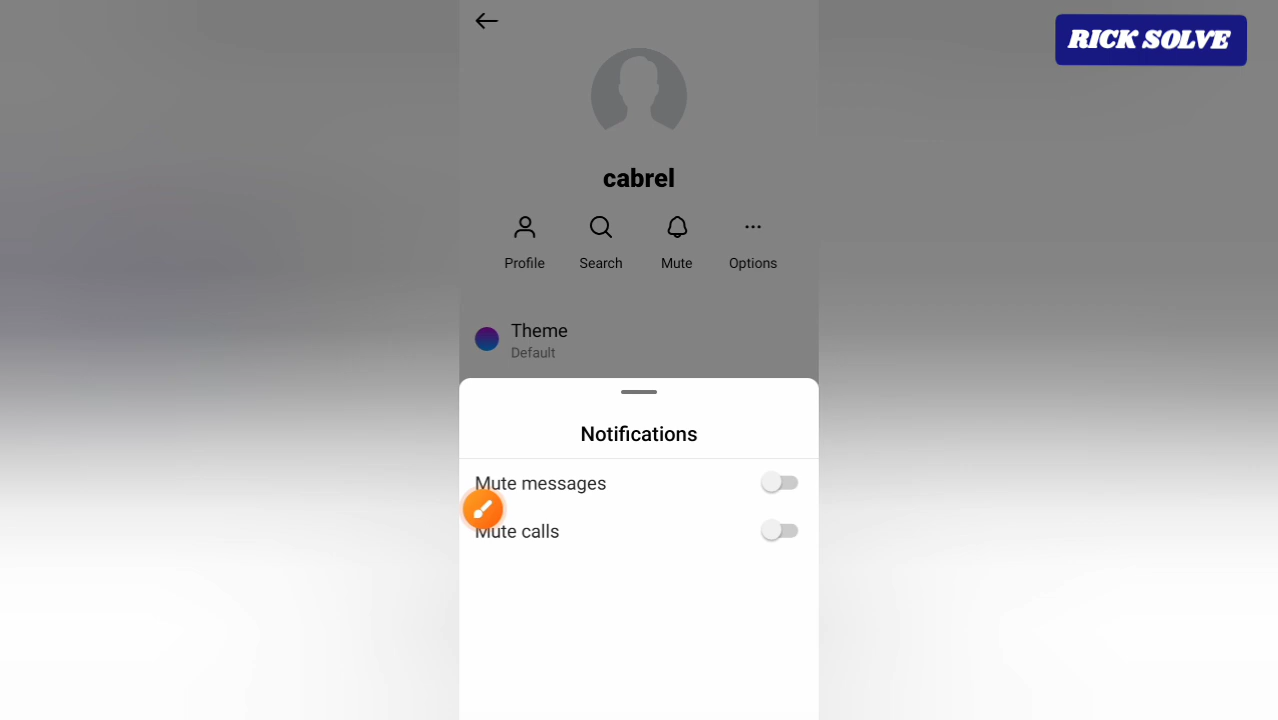 RICK SOLVE
cabrel
Profile Search Mute Options
Theme
Default
Notifications
Mute messages
Mute calls